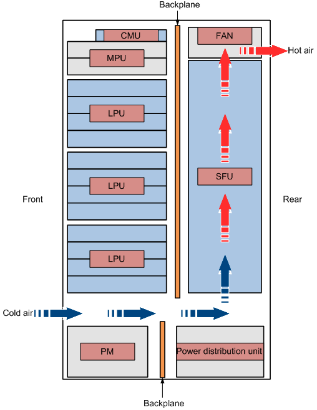 Backplane
CMU
FAN
MPU
Hot air
LPU
LPU
SFU
Front
Rear
LPU
Cold air
PM
Power distribution unit
Backplane